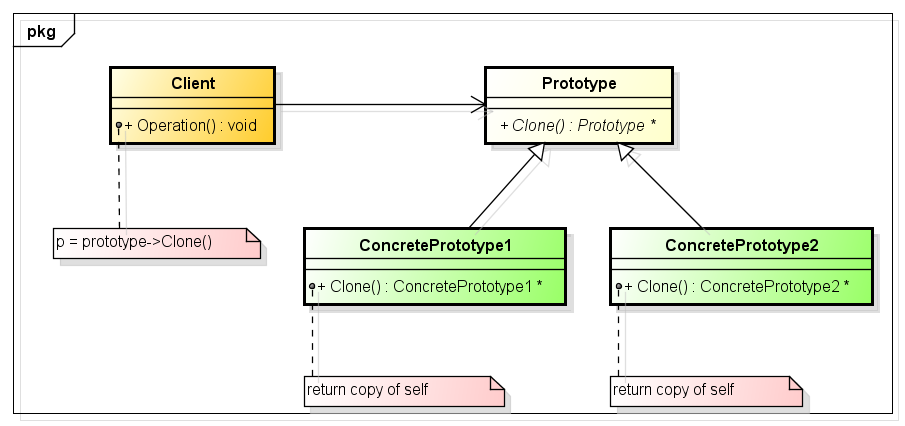 pkg
Client
Prototype
+ Operation() : void
+ Clone() : Prototype *
p = prototype->Clone()
ConcretePrototype1
ConcretePrototype2
+ Clone() : ConcretePrototype1 *
+ Clone() : ConcretePrototype2 *
return copy of self
return copy of self